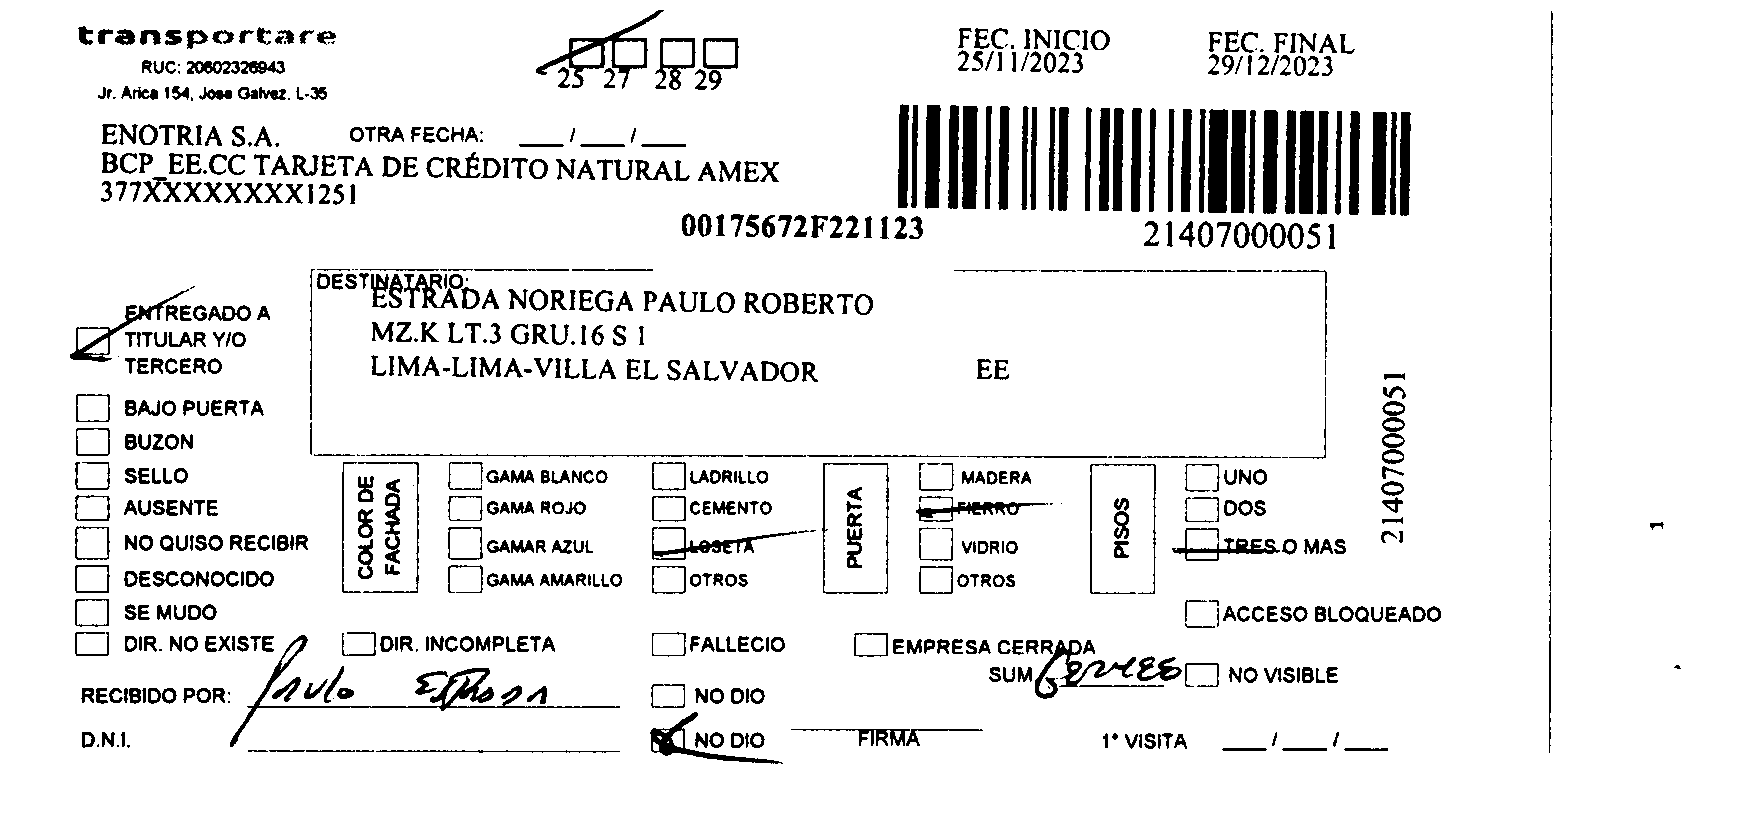 transportare
RUC: 20602326943
Jr. Arica 154, Jose Galvez. L-35
25 27 28 29
FEC. INICIO
25/11/2023
FEC. FINAL
29/12/2023
ENOTRIA S.A. OTRA FECHA: ___/___/___
BCP_EE.CC TARJETA DE CRÉDITO NATURAL AMEX
377XXXXXXXX1251
00175672F221123
21407000051
DESTINATARIO:
ESTRADA NORIEGA PAULO ROBERTO
MZ.K LT.3 GRU.16 S 1
LIMA-LIMA-VILLA EL SALVADOR EE
21407000051
1
ENTREGADO A
TITULAR Y/O
TERCERO
BAJO PUERTA
BUZON
SELLO
AUSENTE
NO QUISO RECIBIR
DESCONOCIDO
SE MUDO
DIR. NO EXISTE
COLOR DE
FACHADA
GAMA BLANCO
GAMA ROJO
GAMAR AZUL
GAMA AMARILLO
LADRILLO
CEMENTO
LOSETA
OTROS
PUERTA
MADERA
FIERRO
VIDRIO
OTROS
PISOS
UNO
DOS
TRES O MAS
ACCESO BLOQUEADO
DIR. INCOMPLETA
FALLECIO
EMPRESA CERRADA
SUM
NO VISIBLE
RECIBIDO POR: Paulo Estrada
NO DIO
D.N.I.
NO DIO
FIRMA
1° VISITA ___/___/___